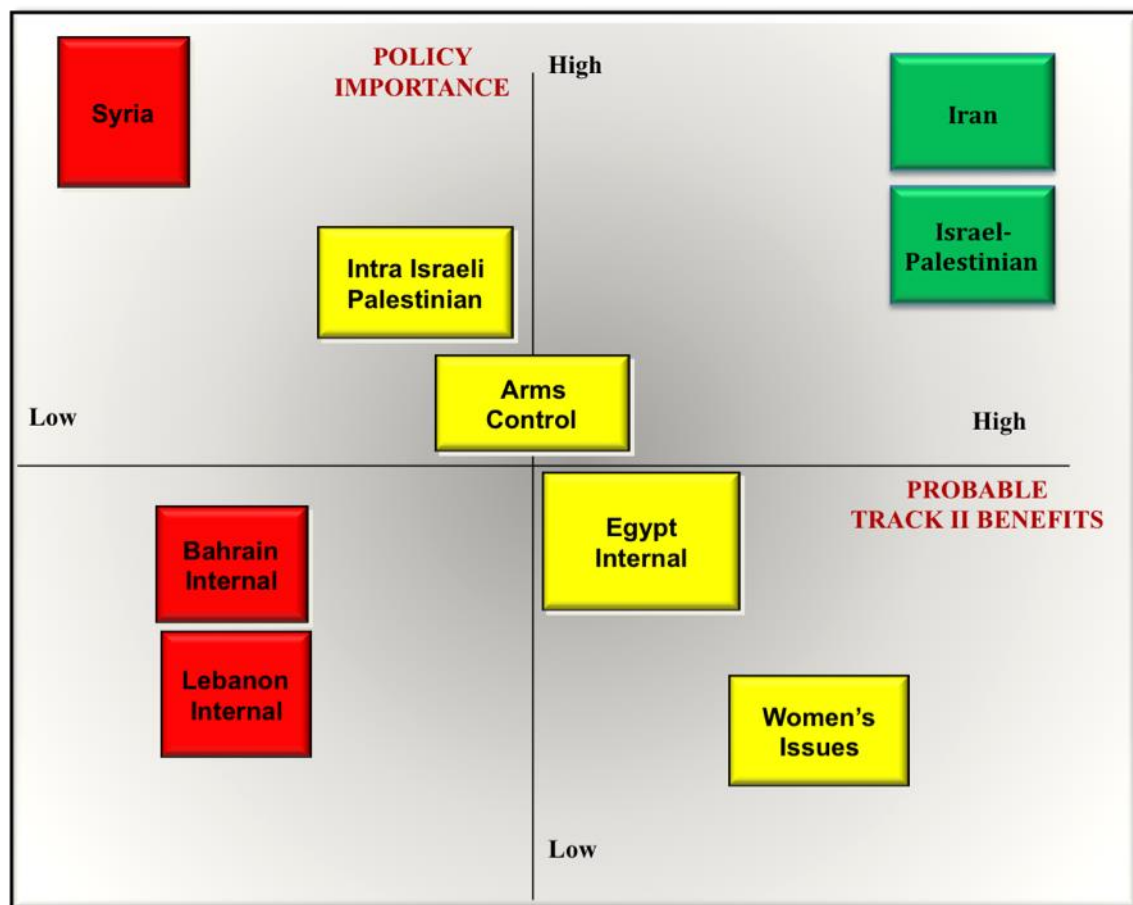 POLICY
IMPORTANCE
High
Syria
Iran
Israel-
Palestinian
Intra Israeli
Palestinian
Arms
Control
Low
High
PROBABLE
TRACK II BENEFITS
Egypt
Internal
Bahrain
Internal
Lebanon
Internal
Women’s
Issues
Low